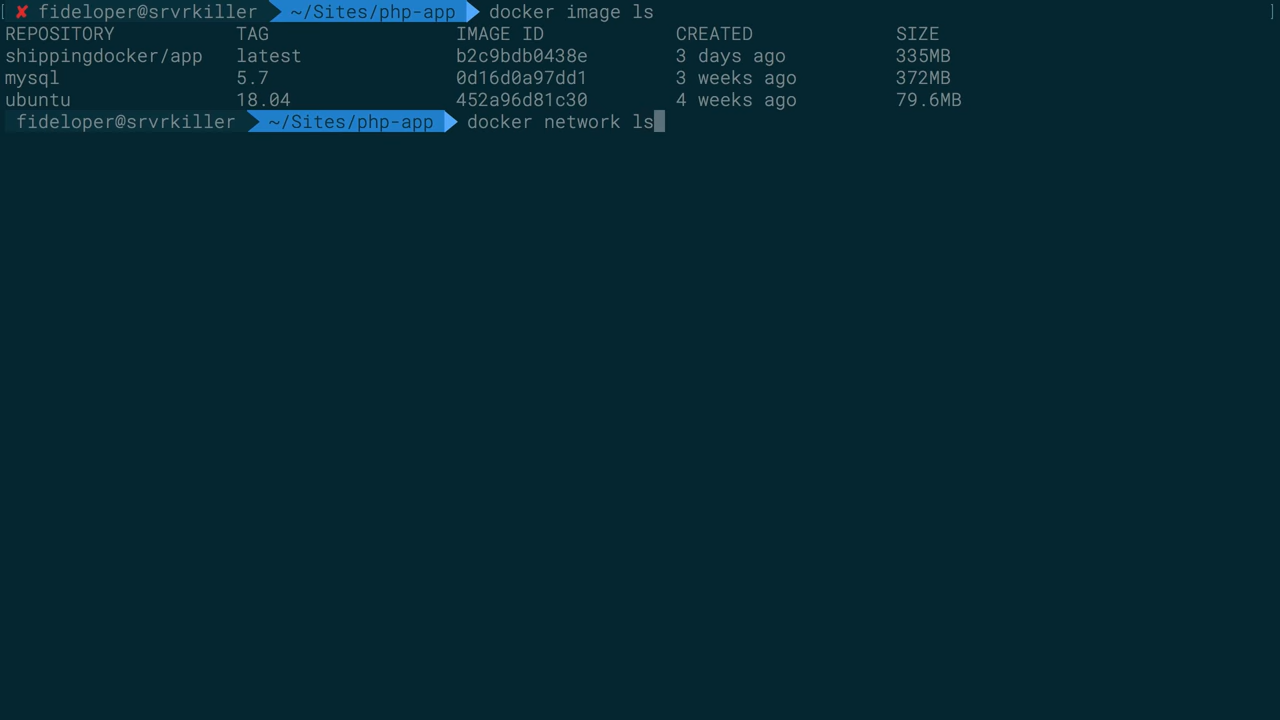 [ ✘ fideloper@srvrkiller ~/Sites/php-app docker image ls ]
REPOSITORY TAG IMAGE ID CREATED SIZE
shippingdocker/app latest b2c9bdb0438e 3 days ago 335MB
mysql 5.7 0d16d0a97dd1 3 weeks ago 372MB
ubuntu 18.04 452a96d81c30 4 weeks ago 79.6MB
fideloper@srvrkiller ~/Sites/php-app docker network ls